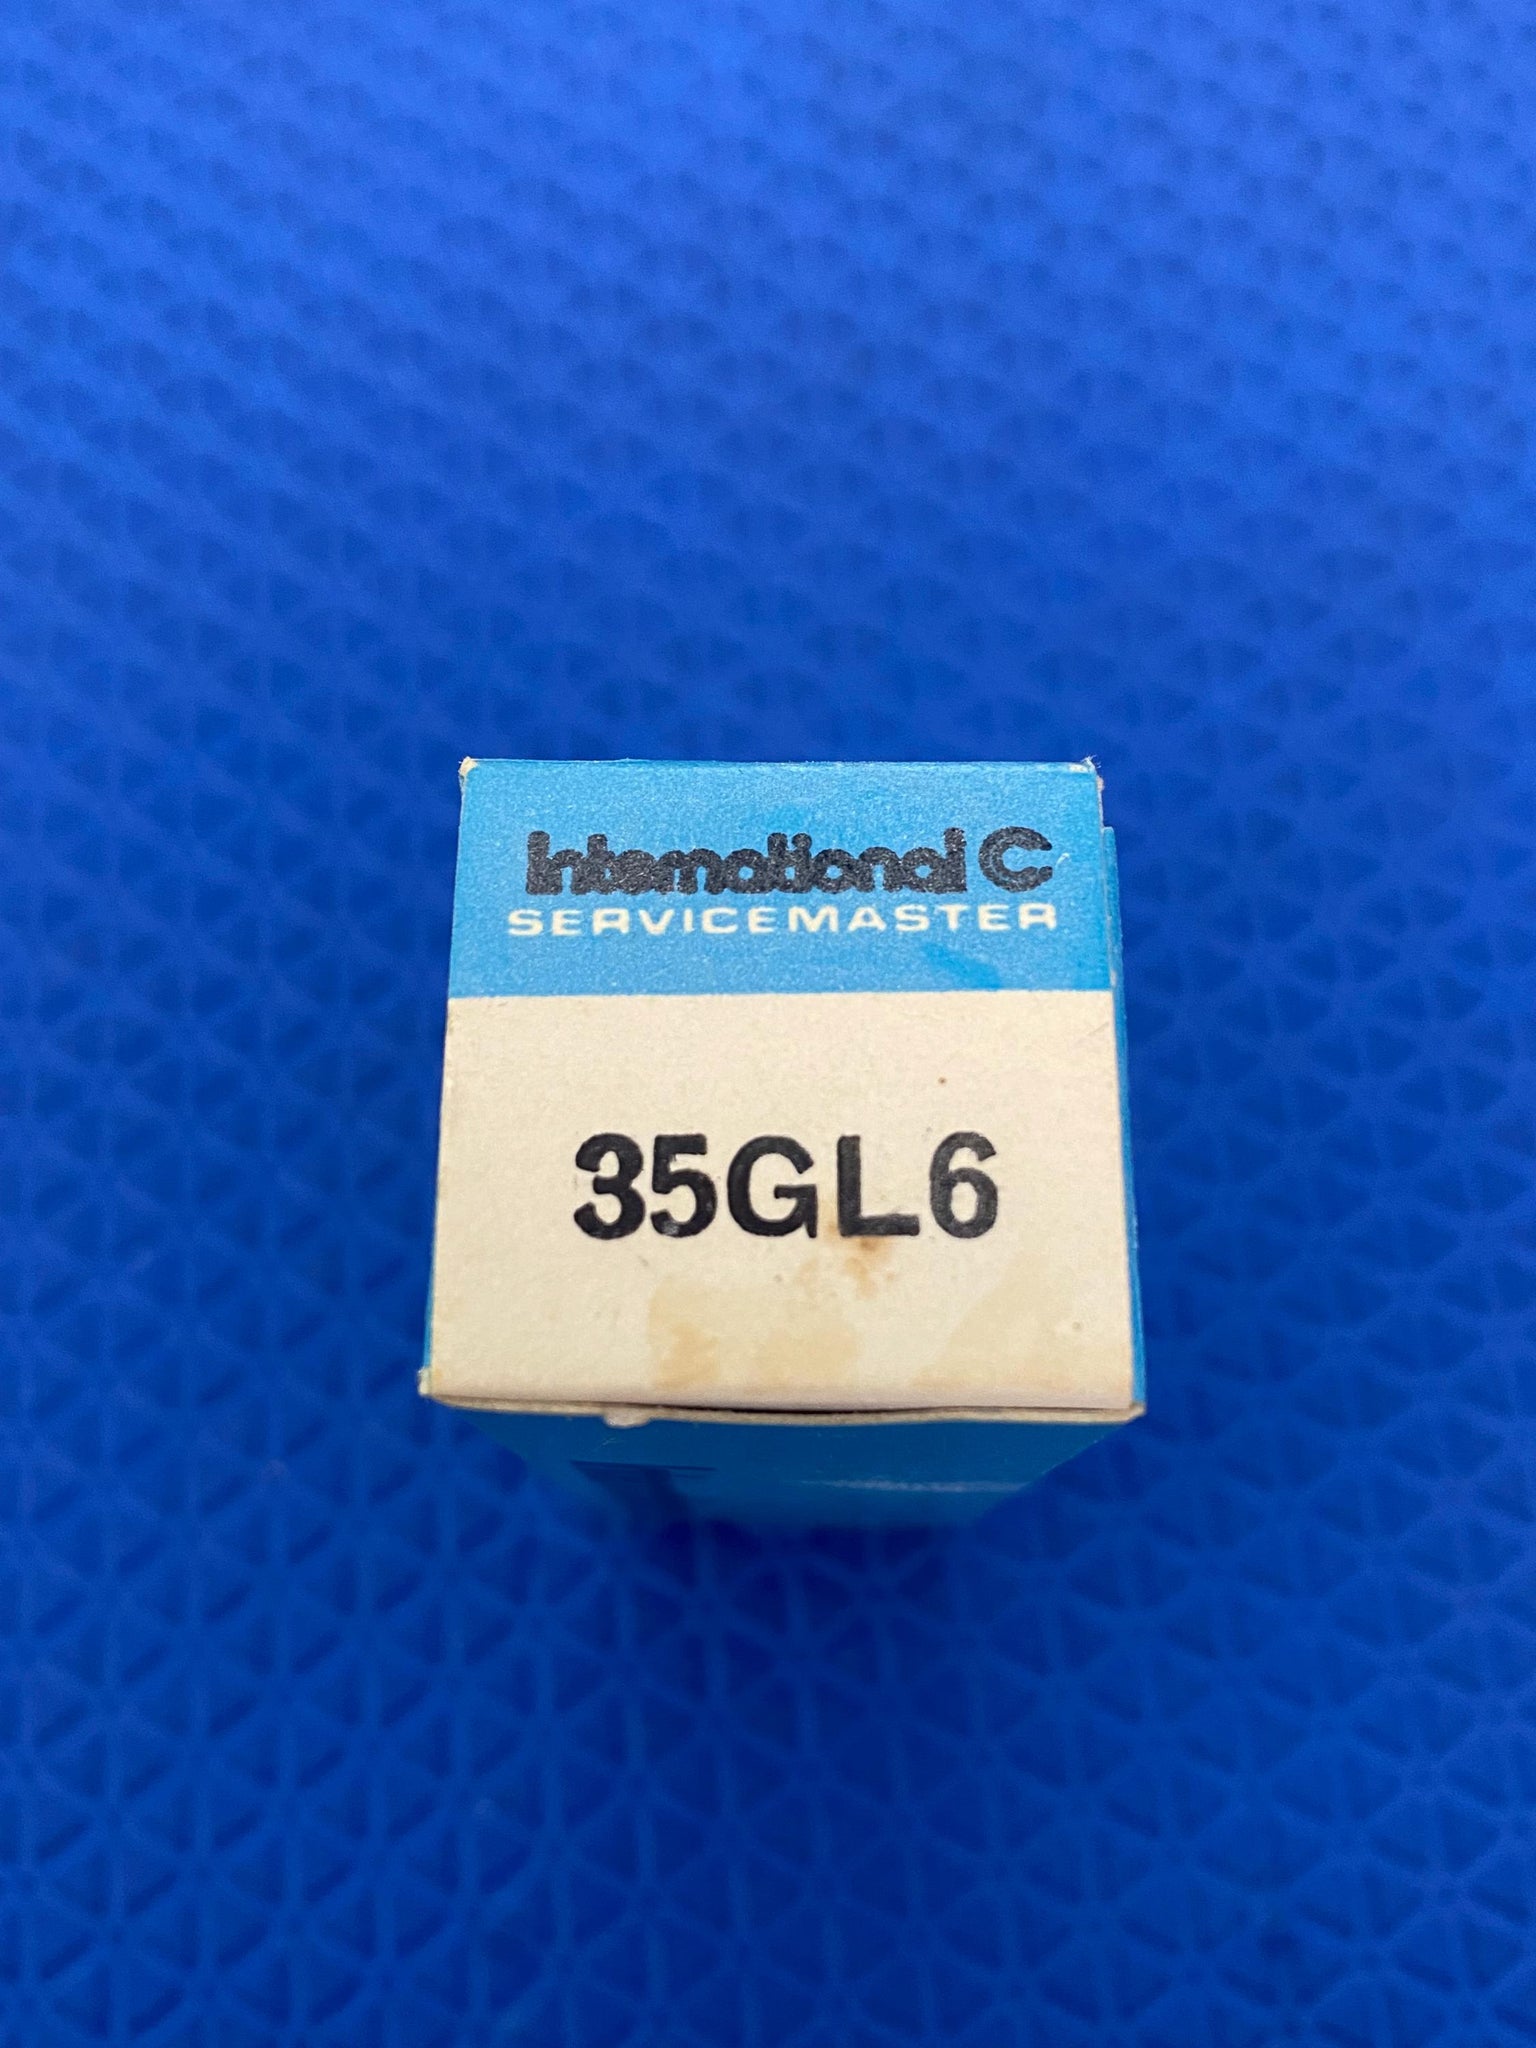 International C
SERVICEMASTER
35GL6